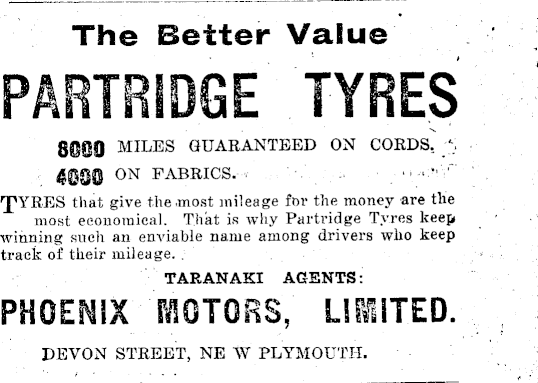 The Better Value
PARTRIDGE TYRES
8000 MILES GUARANTEED ON CORDS.
4000 ON FABRICS.
TYRES that give the most mileage for the money are the
most economical. That is why Partridge Tyres keep
winning such an enviable name among drivers who keep
track of their mileage.
TARANAKI AGENTS:
PHOENIX MOTORS, LIMITED.
DEVON STREET, NE W PLYMOUTH.